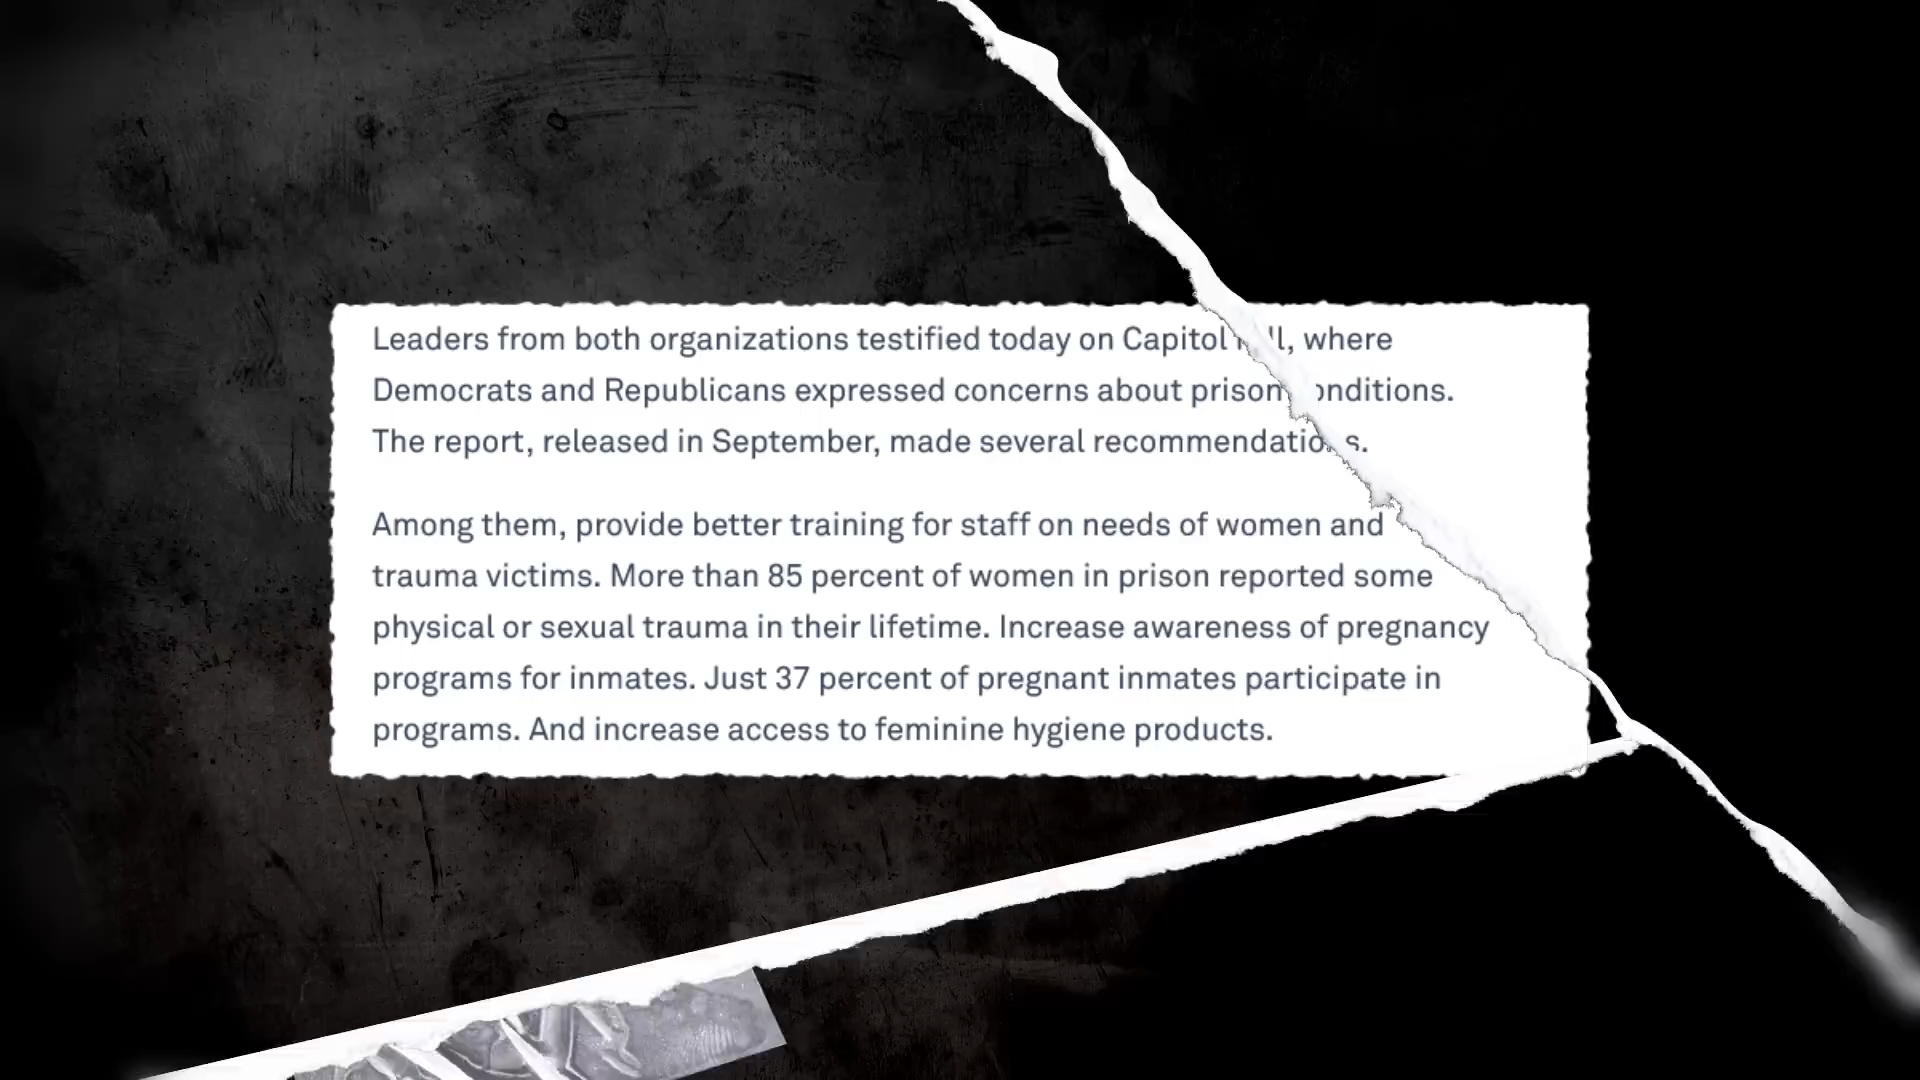 Leaders from both organizations testified today on Capitol where
Democrats and Republicans expressed concerns about prison conditions.
The report, released in September, made several recommendations.
Among them, provide better training for staff on needs of women and
trauma victims. More than 85 percent of women in prison reported some
physical or sexual trauma in their lifetime. Increase awareness of pregnancy
programs for inmates. Just 37 percent of pregnant inmates participate in
programs. And increase access to feminine hygiene products.